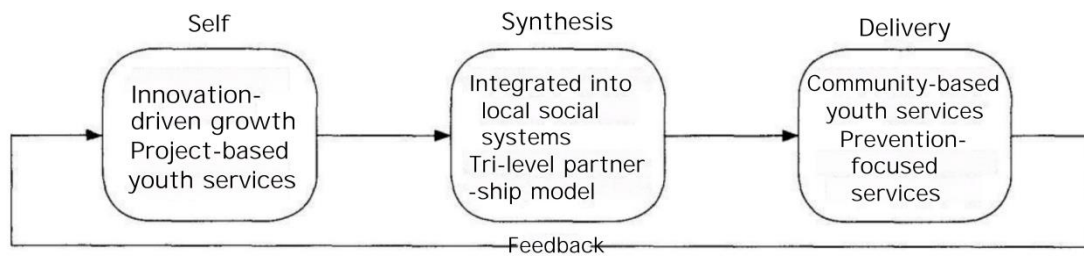 Self
Synthesis
Delivery
Innovation-
driven growth
Project-based
youth services
Integrated into
local social
systems
Tri-level partner
-ship model
Community-based
youth services
Prevention-
focused
services
Feedback